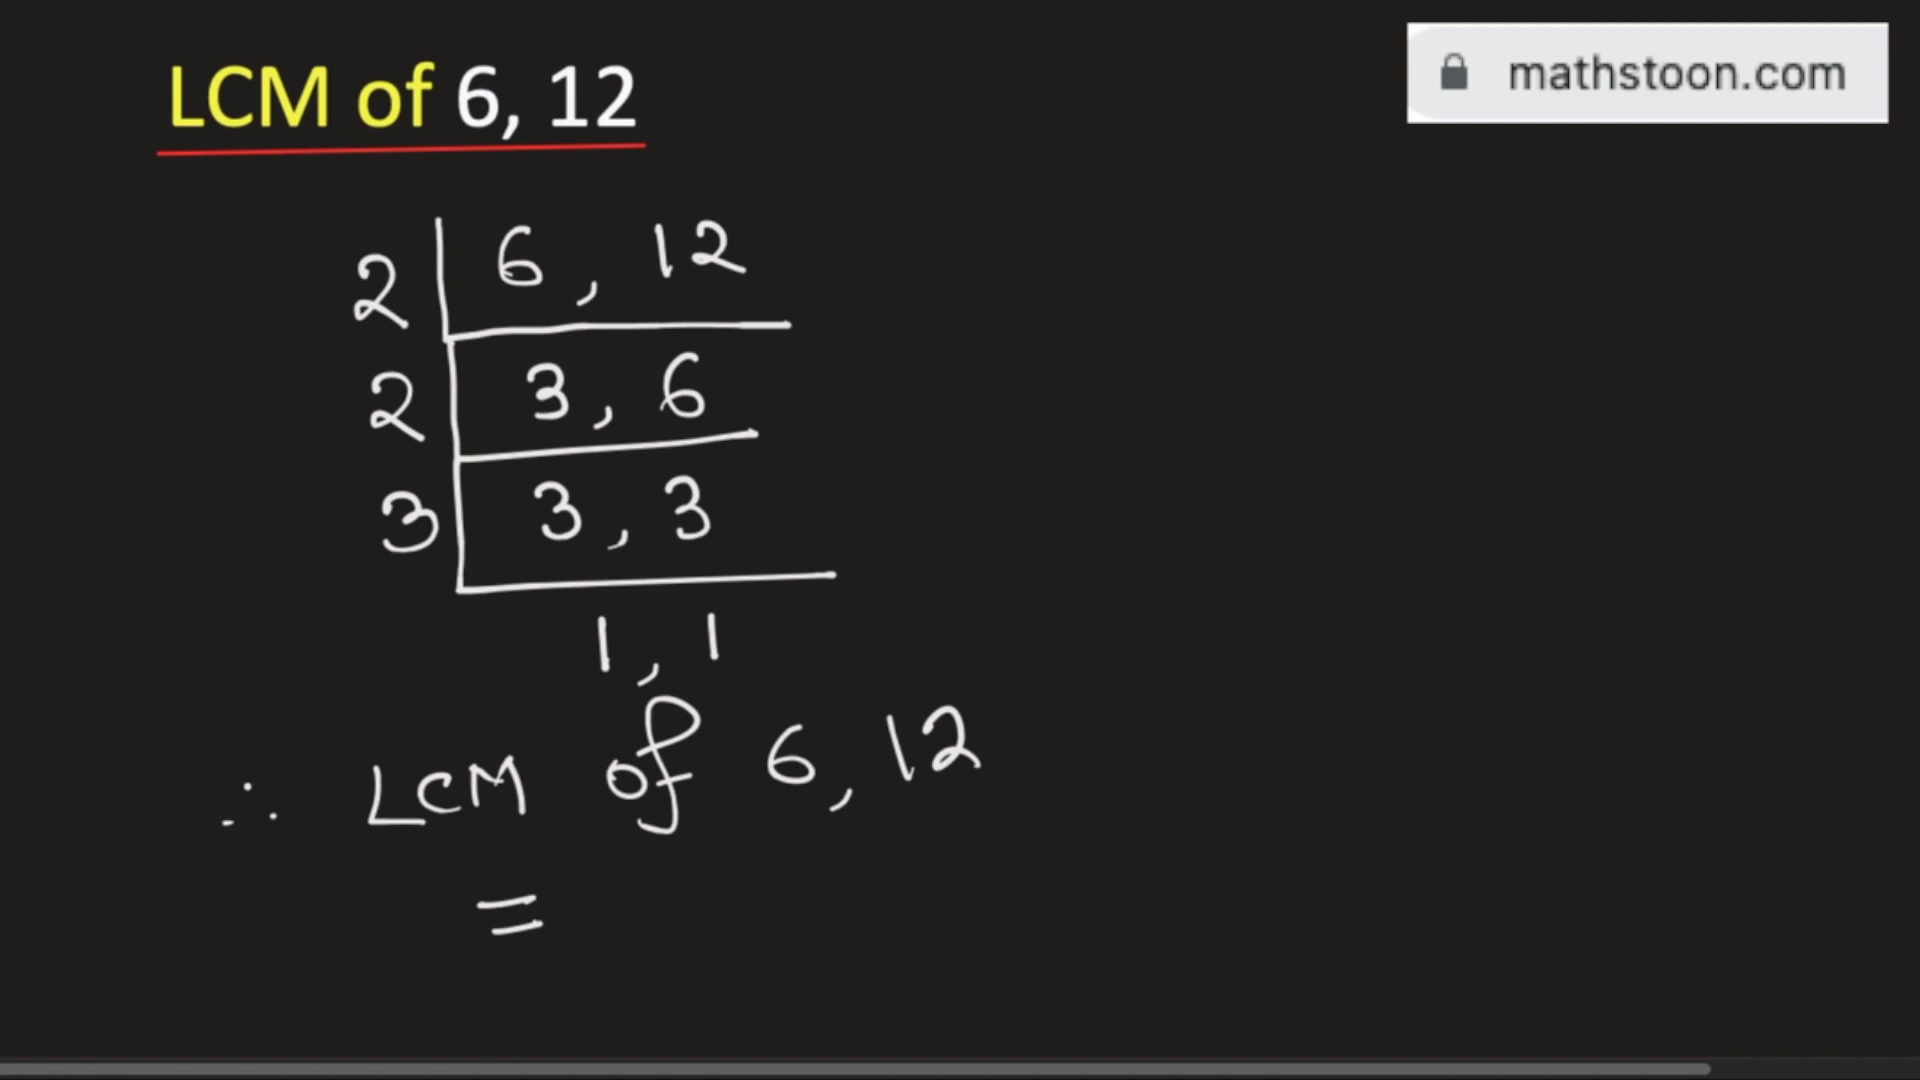 LCM of 6, 12
mathstoon.com
2 | 6, 12
2 | 3, 6
3 | 3, 3
1, 1
∴ LCM of 6, 12
=